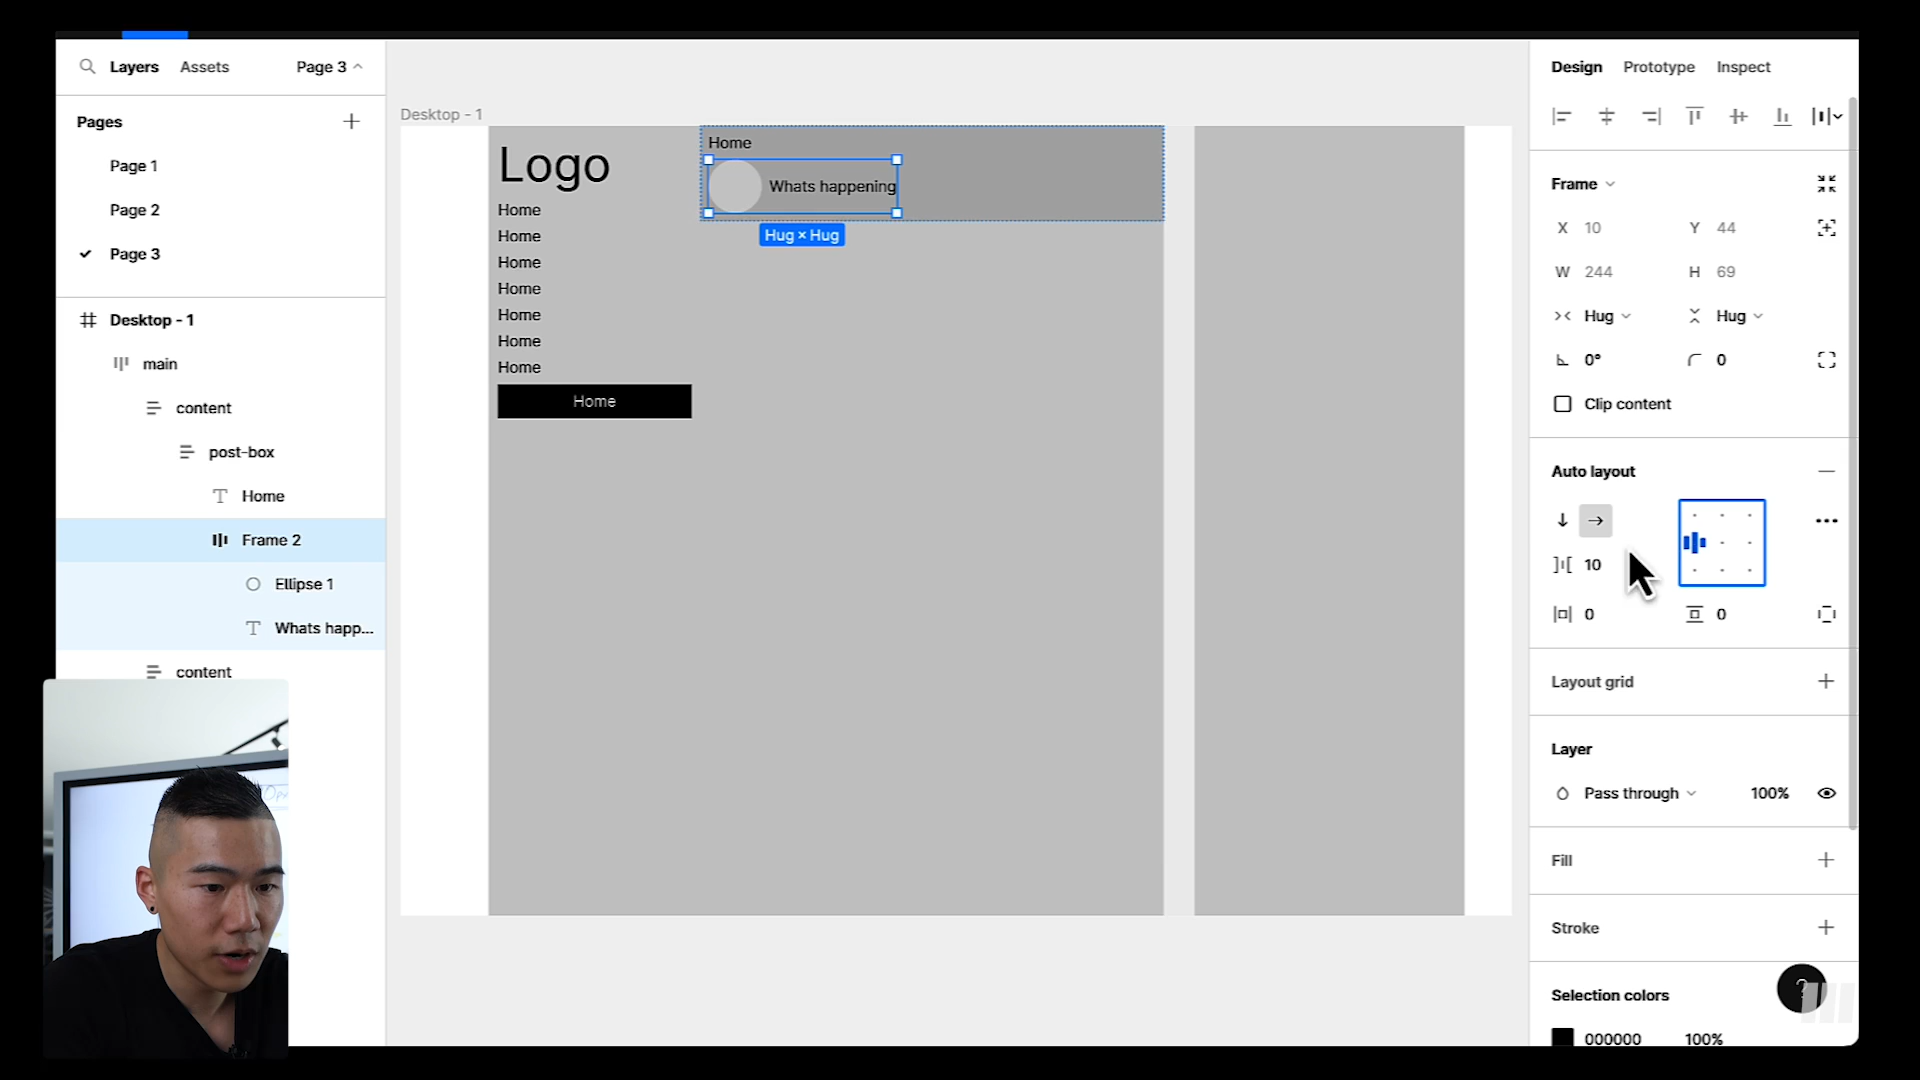 Layers Assets Page 3
Pages
Page 1
Page 2
Page 3
Desktop - 1
main
content
post-box
Home
Frame 2
Ellipse 1
Whats happ...
content
Desktop - 1
Logo
Home
Home
Home
Home
Home
Home
Home
Home
Home
Whats happening
Hug × Hug
Design Prototype Inspect
Frame
X 10 Y 44
W 244 H 69
Hug Hug
0° 0
Clip content
Auto layout
10
0 0
Layout grid
Layer
Pass through 100%
Fill
Stroke
Selection colors
?
000000 100%